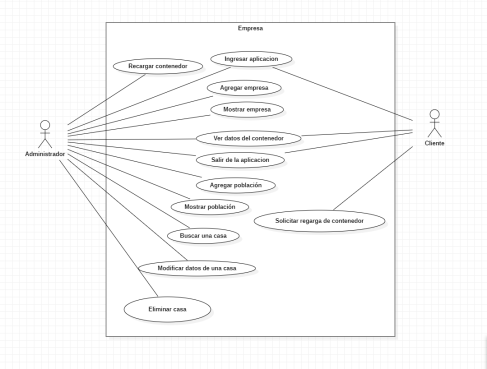 Empresa
Ingresar aplicacion
Recargar contenedor
Agregar empresa
Mostrar empresa
Administrador
Cliente
Ver datos del contenedor
Salir de la aplicacion
Agregar población
Mostrar población
Solicitar regarga de contenedor
Buscar una casa
Modificar datos de una casa
Eliminar casa